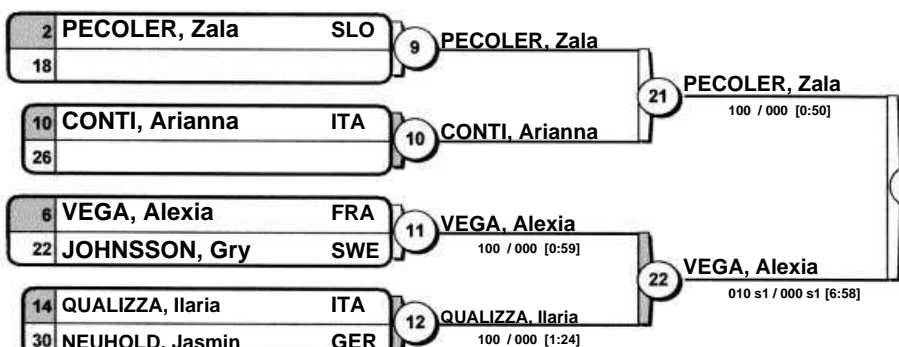 2 PECOLER, Zala SLO
18
9 PECOLER, Zala
10 CONTI, Arianna ITA
26
10 CONTI, Arianna
21 PECOLER, Zala
100 / 000 [0:50]
6 VEGA, Alexia FRA
22 JOHNSSON, Gry SWE
11 VEGA, Alexia
100 / 000 [0:59]
14 QUALIZZA, Ilaria ITA
30 NEUHOLD, Jasmin GER
12 QUALIZZA, Ilaria
100 / 000 [1:24]
22 VEGA, Alexia
010 s1 / 000 s1 [6:58]